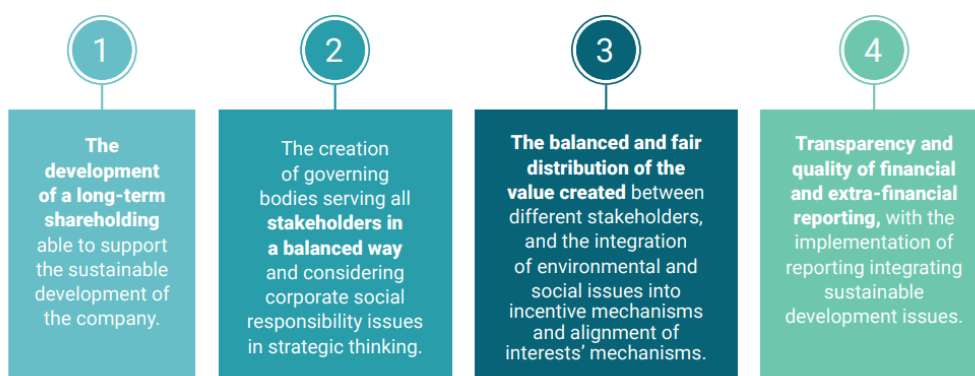 1
The
development
of a long-term
shareholding
able to support
the sustainable
development of
the company.
2
The creation
of governing
bodies serving all
stakeholders in
a balanced way
and considering
corporate social
responsibility issues
in strategic thinking.
3
The balanced and fair
distribution of the
value created between
different stakeholders,
and the integration
of environmental and
social issues into
incentive mechanisms
and alignment of
interests’ mechanisms.
4
Transparency and
quality of financial
and extra-financial
reporting, with the
implementation of
reporting integrating
sustainable
development issues.